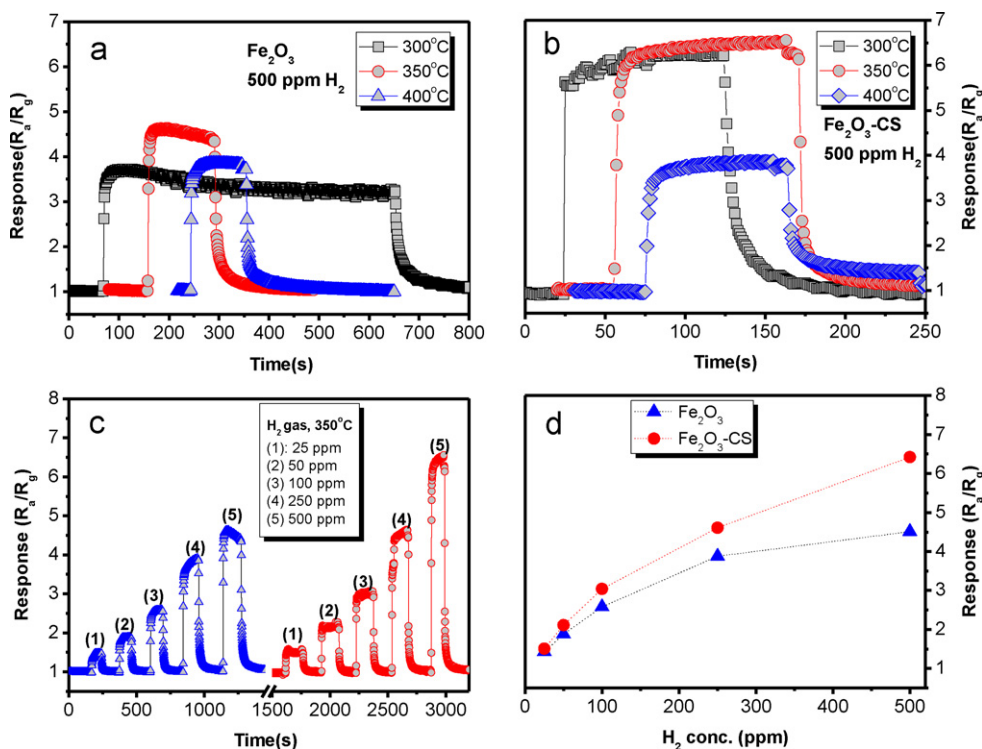 a
Fe₂O₃
500 ppm H₂
300°C
350°C
400°C
Response(Rₐ/R_g)
7
6
5
4
3
2
1
0 100 200 300 400 500 600 700 800
Time(s)
b
300°C
350°C
400°C
Fe₂O₃-CS
500 ppm H₂
7
6
5
4
3
2
1
Response(Rₐ/R_g)
0 50 100 150 200 250
Time(s)
c
H₂ gas, 350°C
(1): 25 ppm
(2) 50 ppm
(3) 100 ppm
(4) 250 ppm
(5) 500 ppm
(1) (2) (3) (4) (5)
(1) (2) (3) (4) (5)
Response (Rₐ/R_g)
8
7
6
5
4
3
2
1
0 500 1000 1500 2000 2500 3000
Time(s)
d
Fe₂O₃
Fe₂O₃-CS
8
7
6
5
4
3
2
1
Response (Rₐ/R_g)
0 100 200 300 400 500
H₂ conc. (ppm)